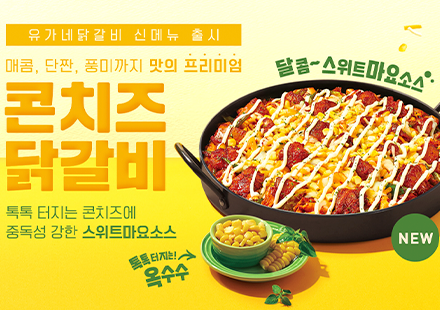 유가네닭갈비 신메뉴 출시
매콤, 단짠, 풍미까지 맛의 프리미엄
콘치즈
닭갈비
톡톡 터지는 콘치즈에
중독성 강한 스위트마요소스
달콤~스위트마요소스
톡톡 터지는!
옥수수
NEW